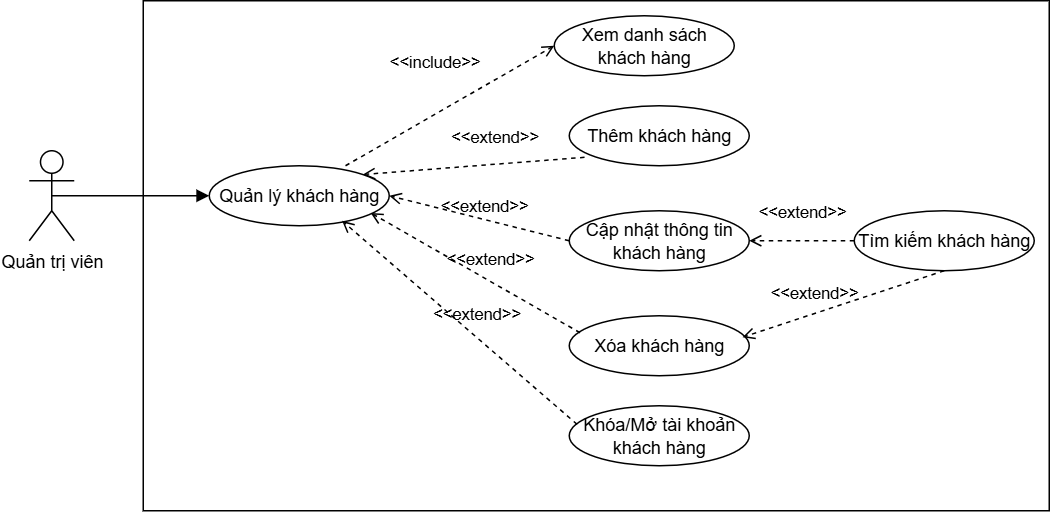 Xem danh sách
khách hàng
<<include>>
<<extend>>
Thêm khách hàng
Quản lý khách hàng
<<extend>>
<<extend>>
Cập nhật thông tin
khách hàng
Tìm kiếm khách hàng
Quản trị viên
<<extend>>
<<extend>>
<<extend>>
Xóa khách hàng
Khóa/Mở tài khoản
khách hàng